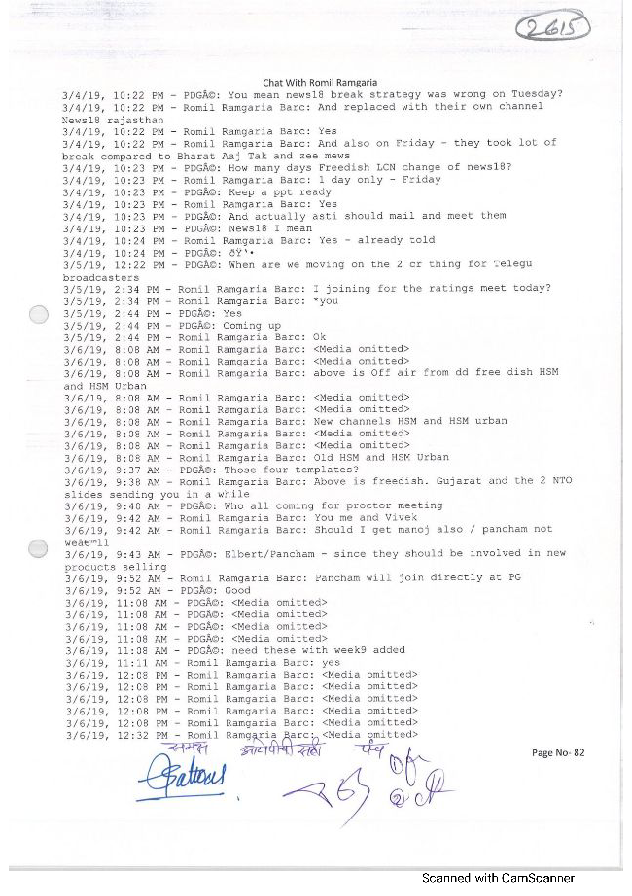 2615
Chat With Romil Ramgaria
3/4/19, 10:22 PM - PDGÂ©: You mean news18 break strategy was wrong on Tuesday?
3/4/19, 10:22 PM - Romil Ramgaria Barc: And replaced with their own channel
News18 rajasthan
3/4/19, 10:22 PM - Romil Ramgaria Barc: Yes
3/4/19, 10:22 PM - Romil Ramgaria Barc: And also on Friday - they took lot of
break compared to Bharat Aaj Tak and zee news
3/4/19, 10:23 PM - PDGÂ©: How many days Freedish LCN change of news18?
3/4/19, 10:23 PM - Romil Ramgaria Barc: 1 day only - Friday
3/4/19, 10:23 PM - PDGÂ©: Keep a ppt ready
3/4/19, 10:23 PM - Romil Ramgaria Barc: Yes
3/4/19, 10:23 PM - PDGÂ©: And actually asti should mail and meet them
3/4/19, 10:23 PM - PDGÂ©: News18 I mean
3/4/19, 10:24 PM - Romil Ramgaria Barc: Yes - already told
3/4/19, 10:24 PM - PDGÂ©: ðŸ'•
3/5/19, 12:22 PM - PDGÂ©: When are we moving on the 2 cr thing for Telegu
broadcasters
3/5/19, 2:34 PM - Romil Ramgaria Barc: I joining for the ratings meet today?
3/5/19, 2:34 PM - Romil Ramgaria Barc: *you
3/5/19, 2:44 PM - PDGÂ©: Yes
3/5/19, 2:44 PM - PDGÂ©: Coming up
3/5/19, 2:44 PM - Romil Ramgaria Barc: Ok
3/6/19, 8:08 AM - Romil Ramgaria Barc: <Media omitted>
3/6/19, 8:08 AM - Romil Ramgaria Barc: <Media omitted>
3/6/19, 8:08 AM - Romil Ramgaria Barc: above is Off air from dd free dish HSM
and HSM Urban
3/6/19, 8:08 AM - Romil Ramgaria Barc: <Media omitted>
3/6/19, 8:08 AM - Romil Ramgaria Barc: <Media omitted>
3/6/19, 8:08 AM - Romil Ramgaria Barc: New channels HSM and HSM urban
3/6/19, 8:08 AM - Romil Ramgaria Barc: <Media omitted>
3/6/19, 8:08 AM - Romil Ramgaria Barc: <Media omitted>
3/6/19, 8:08 AM - Romil Ramgaria Barc: Old HSM and HSM Urban
3/6/19, 9:37 AM - PDGÂ©: Those four templates?
3/6/19, 9:38 AM - Romil Ramgaria Barc: Above is freedish. Gujarat and the 2 NTO
slides sending you in a while
3/6/19, 9:40 AM - PDGÂ©: Who all coming for proctor meeting
3/6/19, 9:42 AM - Romil Ramgaria Barc: You me and Vivek
3/6/19, 9:42 AM - Romil Ramgaria Barc: Should I get manoj also / pancham not
3/6/19, 9:43 AM - PDGÂ©: Elbert/Pancham - since they should be involved in new
products selling
3/6/19, 9:52 AM - Romil Ramgaria Barc: Pancham will join directly at PG
3/6/19, 9:52 AM - PDGÂ©: Good
3/6/19, 11:08 AM - PDGÂ©: <Media omitted>
3/6/19, 11:08 AM - PDGÂ©: <Media omitted>
3/6/19, 11:08 AM - PDGÂ©: <Media omitted>
3/6/19, 11:08 AM - PDGÂ©: <Media omitted>
3/6/19, 11:08 AM - PDGÂ©: need these with week9 added
3/6/19, 11:11 AM - Romil Ramgaria Barc: yes
3/6/19, 12:08 PM - Romil Ramgaria Barc: <Media omitted>
3/6/19, 12:08 PM - Romil Ramgaria Barc: <Media omitted>
3/6/19, 12:08 PM - Romil Ramgaria Barc: <Media omitted>
3/6/19, 12:08 PM - Romil Ramgaria Barc: <Media omitted>
3/6/19, 12:08 PM - Romil Ramgaria Barc: <Media omitted>
3/6/19, 12:32 PM - Romil Ramgaria Barc: <Media omitted>
समक्ष
पंच
Page No- 82
Scanned with CamScanner